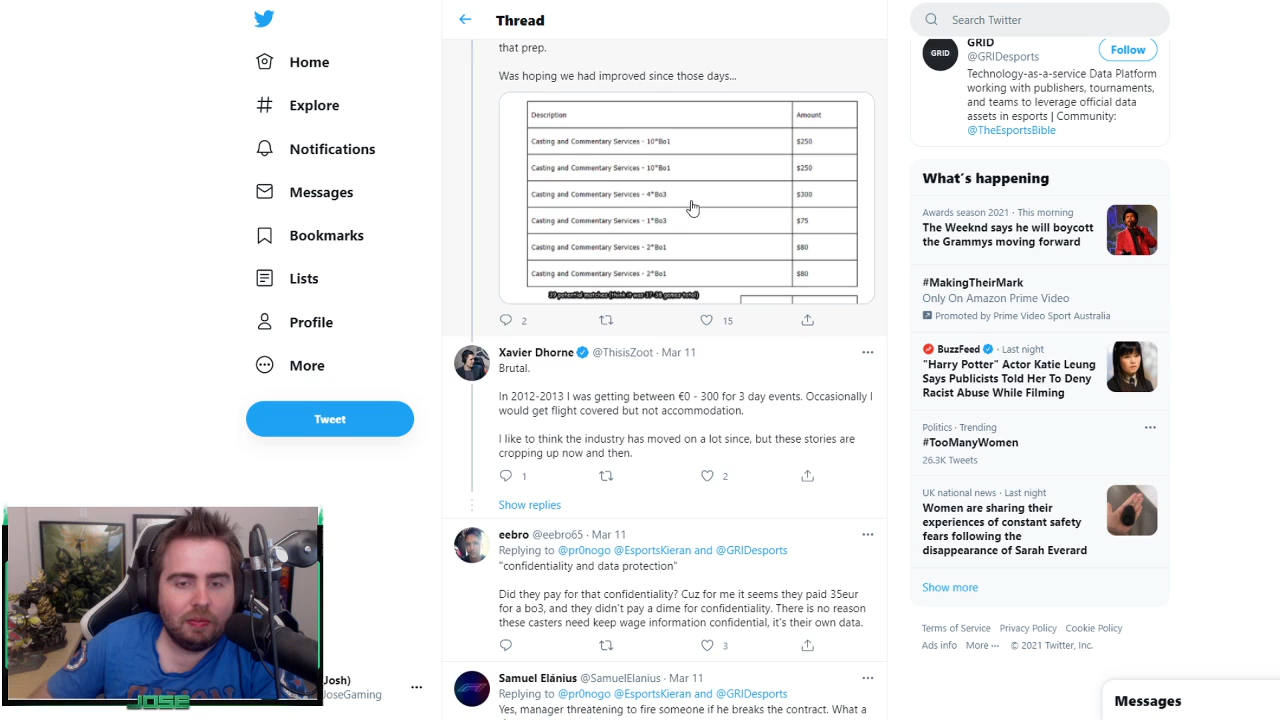 Home
Explore
Notifications
Messages
Bookmarks
Lists
Profile
More
Tweet
Josh)
JoseGaming
JOSE
Thread
that prep.
Was hoping we had improved since those days...
Description Amount
Casting and Commentary Services - 10*Bo1 $250
Casting and Commentary Services - 10*Bo1 $250
Casting and Commentary Services - 4*Bo3 $300
Casting and Commentary Services - 1*Bo3 $75
Casting and Commentary Services - 2*Bo1 $80
Casting and Commentary Services - 2*Bo1 $80
39 potential matches (think it was 37-38 games total)
2 15
Xavier Dhorne @ThisisZoot · Mar 11
Brutal.
In 2012-2013 I was getting between €0 - 300 for 3 day events. Occasionally I
would get flight covered but not accommodation.
I like to think the industry has moved on a lot since, but these stories are
cropping up now and then.
1 2
Show replies
eebro @eebro65 · Mar 11
Replying to @pr0nogo @EsportsKieran and @GRIDesports
"confidentiality and data protection"
Did they pay for that confidentiality? Cuz for me it seems they paid 35eur
for a bo3, and they didn't pay a dime for confidentiality. There is no reason
these casters need keep wage information confidential, it's their own data.
3
Samuel Elánius @SamuelElanius · Mar 11
Replying to @pr0nogo @EsportsKieran and @GRIDesports
Yes, manager threatening to fire someone if he breaks the contract. What a
Search Twitter
GRID
GRID
@GRIDesports
Follow
Technology-as-a-service Data Platform
working with publishers, tournaments,
and teams to leverage official data
assets in esports | Community:
@TheEsportsBible
What's happening
Awards season 2021 · This morning
The Weeknd says he will boycott
the Grammys moving forward
#MakingTheirMark
Only On Amazon Prime Video
Promoted by Prime Video Sport Australia
BuzzFeed · Last night
"Harry Potter" Actor Katie Leung
Says Publicists Told Her To Deny
Racist Abuse While Filming
Politics · Trending
#TooManyWomen
26.3K Tweets
UK national news · Last night
Women are sharing their
experiences of constant safety
fears following the
disappearance of Sarah Everard
Show more
Terms of Service Privacy Policy Cookie Policy
Ads info More ··· © 2021 Twitter, Inc.
Messages